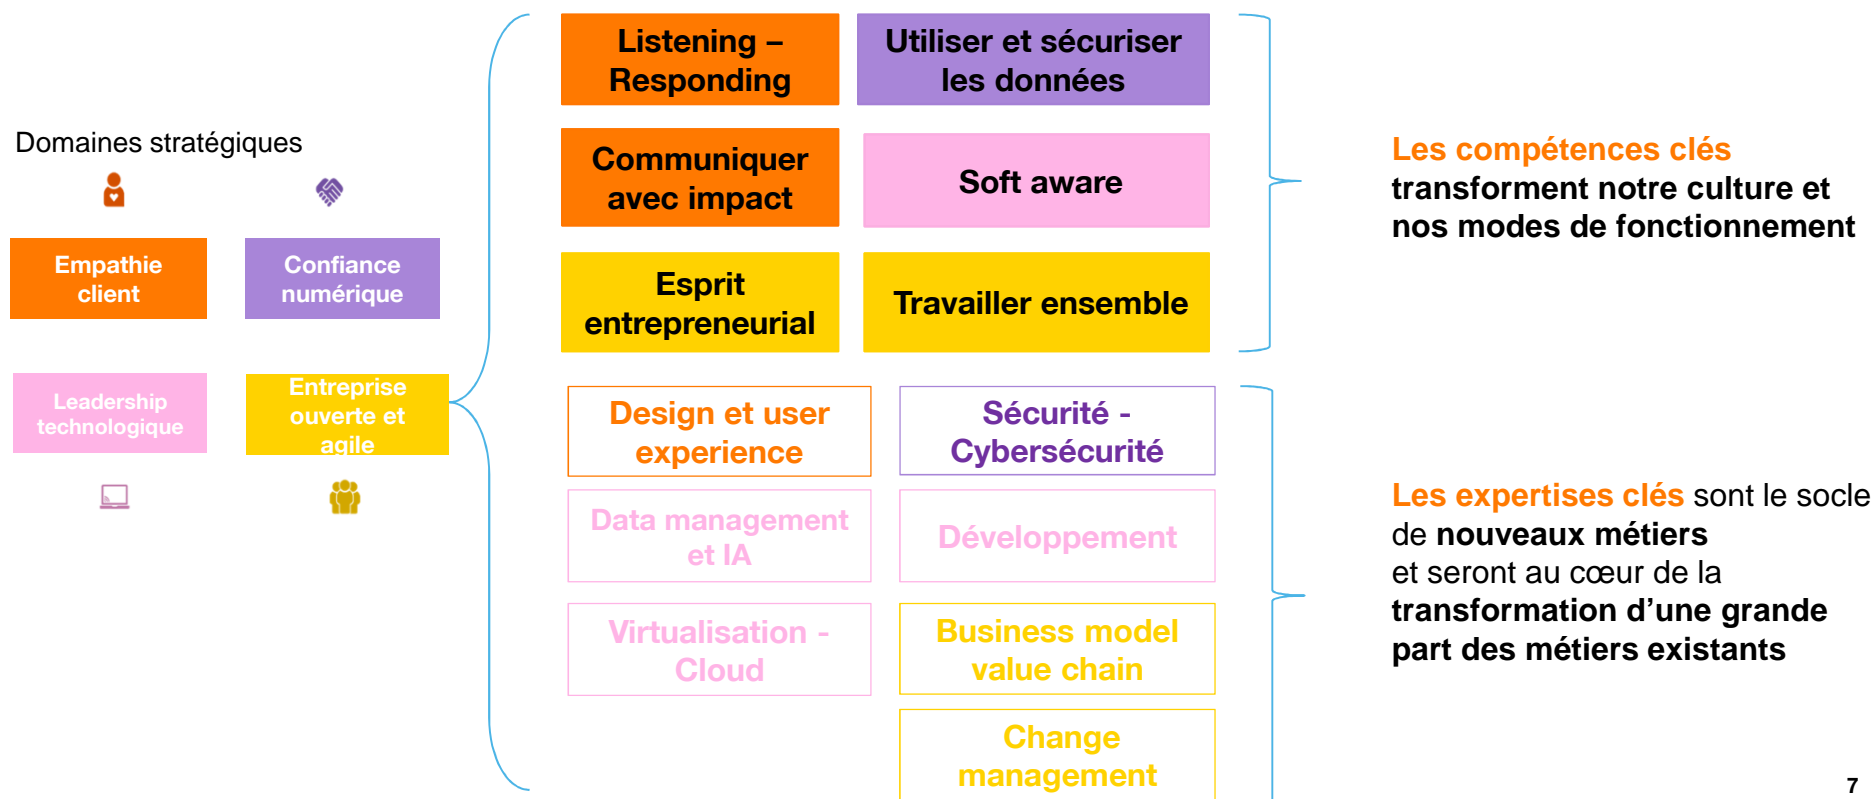 Domaines stratégiques
Empathie
client
Confiance
numérique
Leadership
technologique
Entreprise
ouverte et
agile
Listening –
Responding
Utiliser et sécuriser
les données
Communiquer
avec impact
Soft aware
Esprit
entrepreneurial
Travailler ensemble
Design et user
experience
Sécurité -
Cybersécurité
Data management
et IA
Développement
Virtualisation -
Cloud
Business model
value chain
Change
management
Les compétences clés
transforment notre culture et
nos modes de fonctionnement
Les expertises clés sont le socle
de nouveaux métiers
et seront au cœur de la
transformation d’une grande
part des métiers existants
7